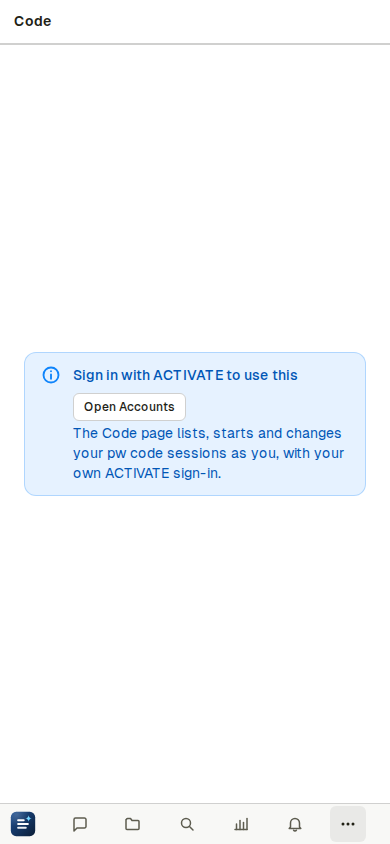 Code
Sign in with ACTIVATE to use this
Open Accounts
The Code page lists, starts and changes
your pw code sessions as you, with your
own ACTIVATE sign-in.